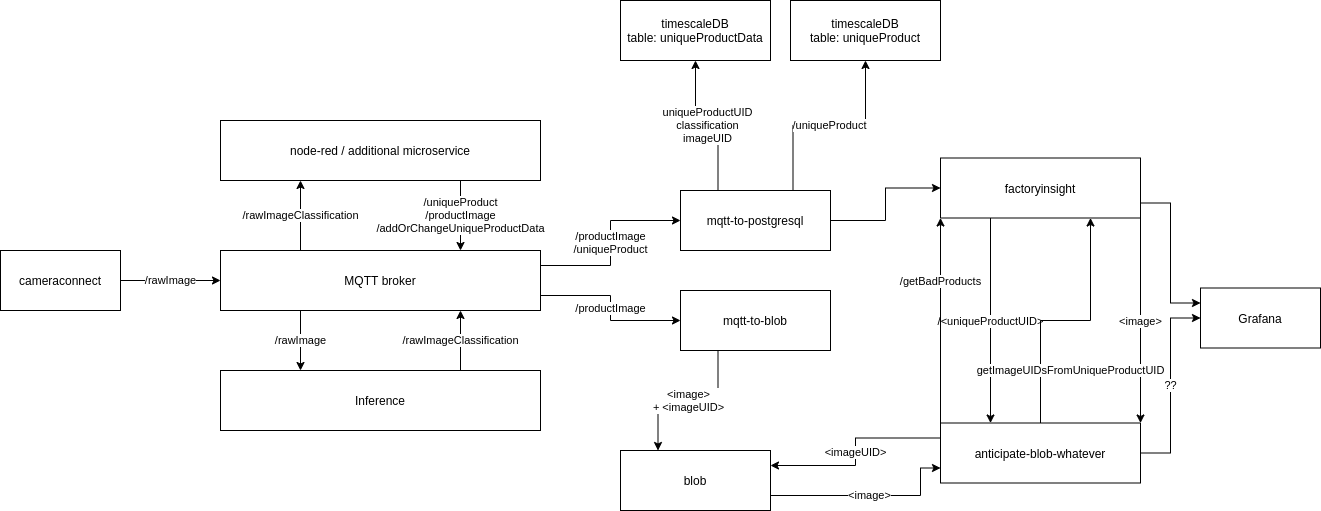 timescaleDB
table: uniqueProductData
timescaleDB
table: uniqueProduct
uniqueProductUID
classification
imageUID
/uniqueProduct
node-red / additional microservice
/rawImageClassification
/uniqueProduct
/productImage
/addOrChangeUniqueProductData
mqtt-to-postgresql
factoryinsight
/productImage
/uniqueProduct
cameraconnect
/rawImage
MQTT broker
/getBadProducts
/productImage
mqtt-to-blob
/<uniqueProductUID>
<image>
Grafana
/rawImage
/rawImageClassification
getImageUIDsFromUniqueProductUID
??
Inference
<image>
+ <imageUID>
<imageUID>
anticipate-blob-whatever
blob
<image>